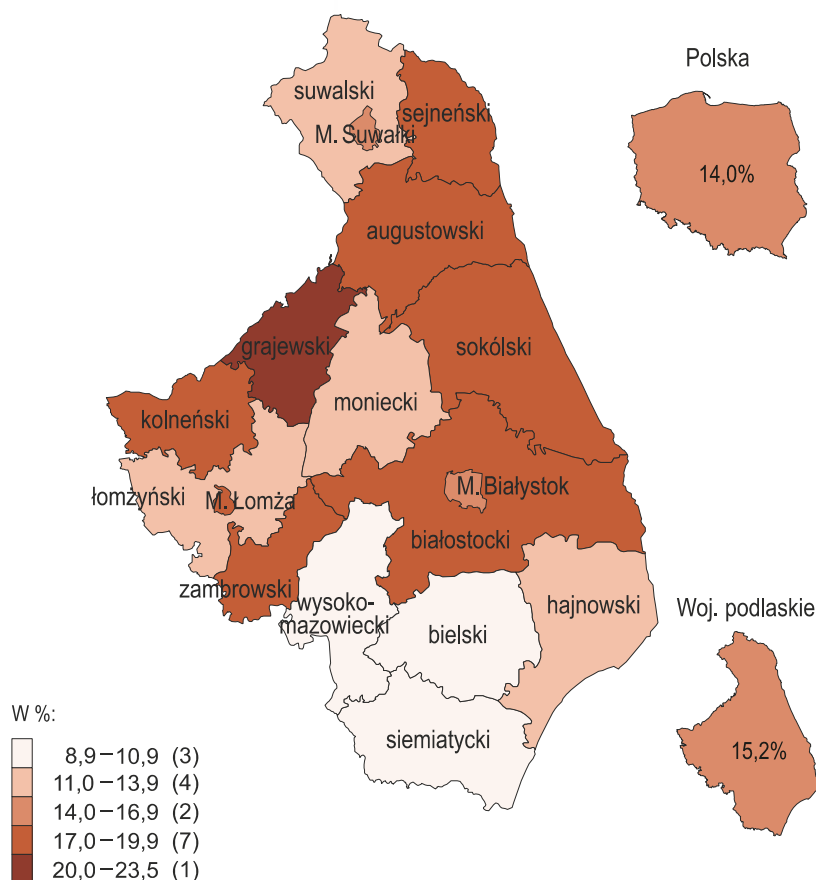 Polska
suwalski
sejneński
M. Suwałki
14,0%
augustowski
grajewski
sokólski
moniecki
kolneński
łomżyński
M. Łomża
M. Białystok
białostocki
zambrowski
wysoko-
mazowiecki
hajnowski
bielski
Woj. podlaskie
siemiatycki
15,2%
W %:
8,9–10,9 (3)
11,0–13,9 (4)
14,0–16,9 (2)
17,0–19,9 (7)
20,0–23,5 (1)